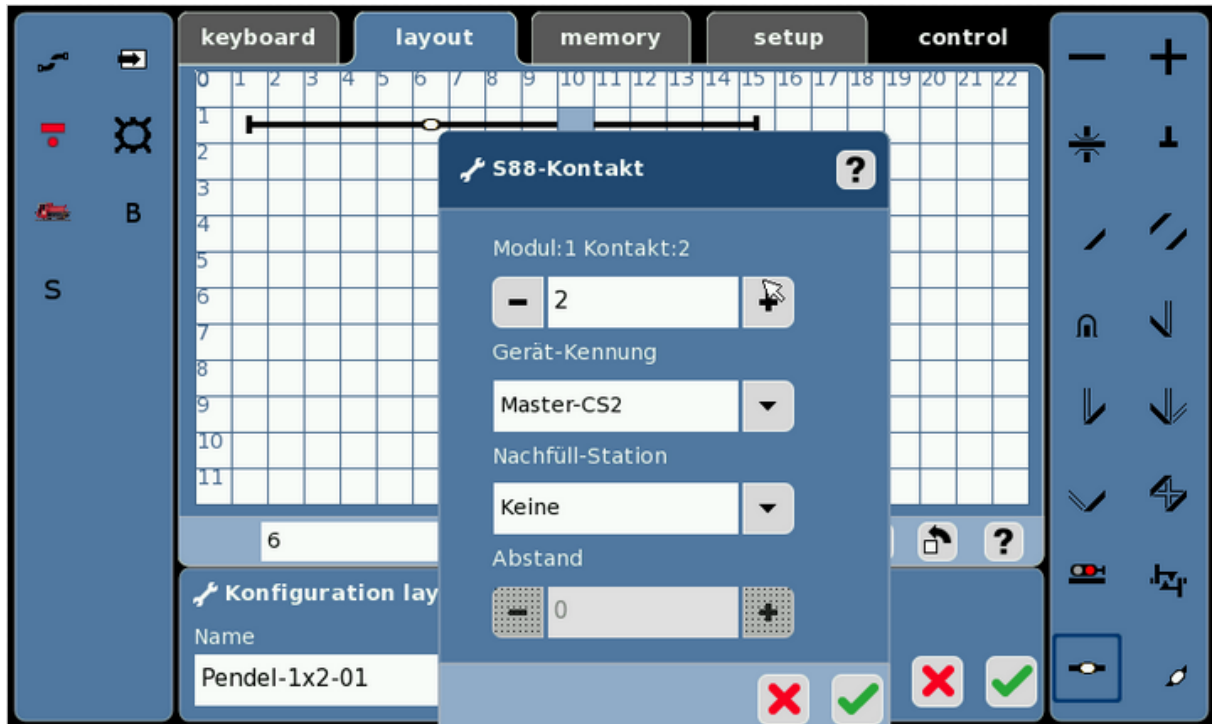 keyboard layout memory setup control
0 1 2 3 4 5 6 7 8 9 10 11 12 13 14 15 16 17 18 19 20 21 22
1
2
3
4
5
6
7
8
9
10
11
B
S
S88-Kontakt ?
Modul:1 Kontakt:2
2
Gerät-Kennung
Master-CS2
Nachfüll-Station
Keine
Abstand
0
6
?
Konfiguration lay
Name
Pendel-1x2-01